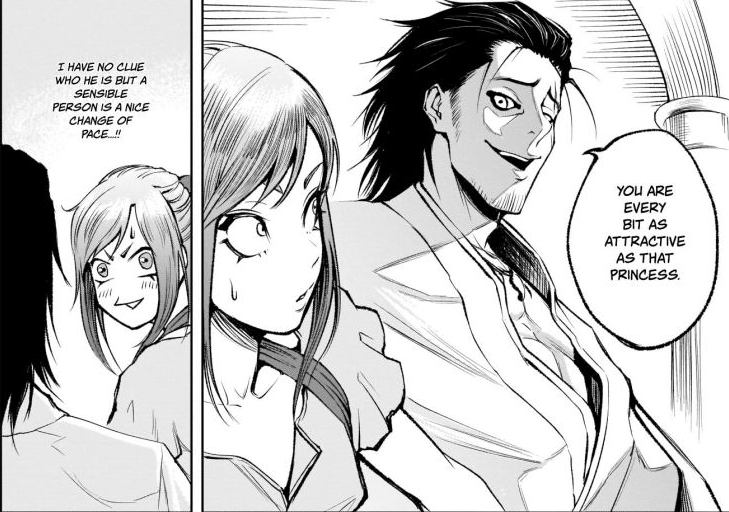 YOU ARE
EVERY
BIT AS
ATTRACTIVE
AS THAT
PRINCESS.
I HAVE NO CLUE
WHO HE IS BUT A
SENSIBLE
PERSON IS A NICE
CHANGE OF
PACE...!!